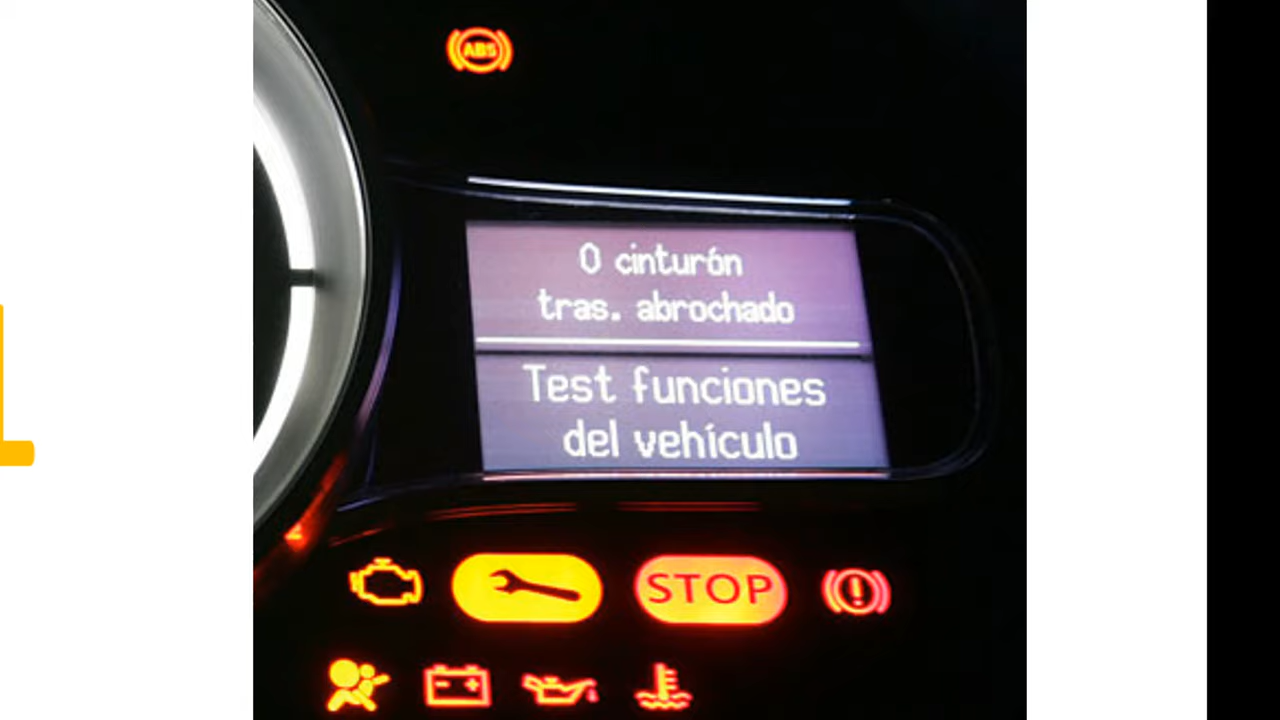 ABS
0 cinturón
tras. abrochado
Test funciones
del vehículo
STOP